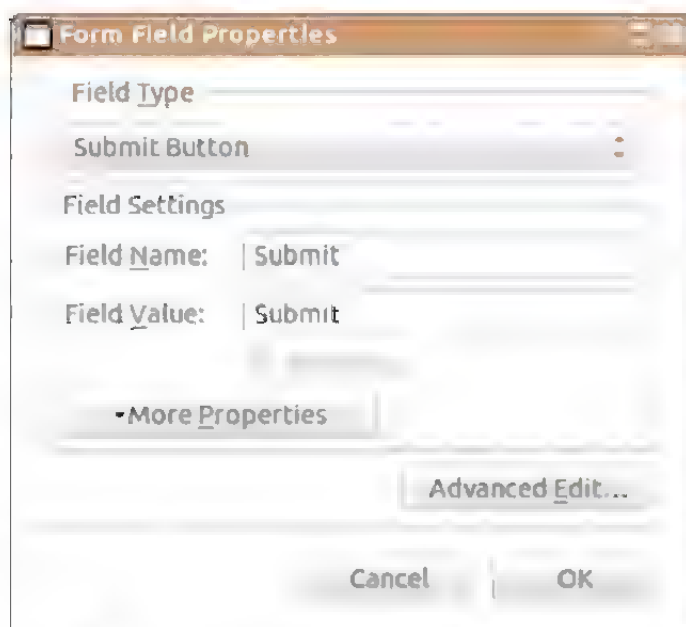 Form Field Properties
Field Type
Submit Button
Field Settings
Field Name: Submit
Field Value: Submit
More Properties
Advanced Edit...
Cancel OK